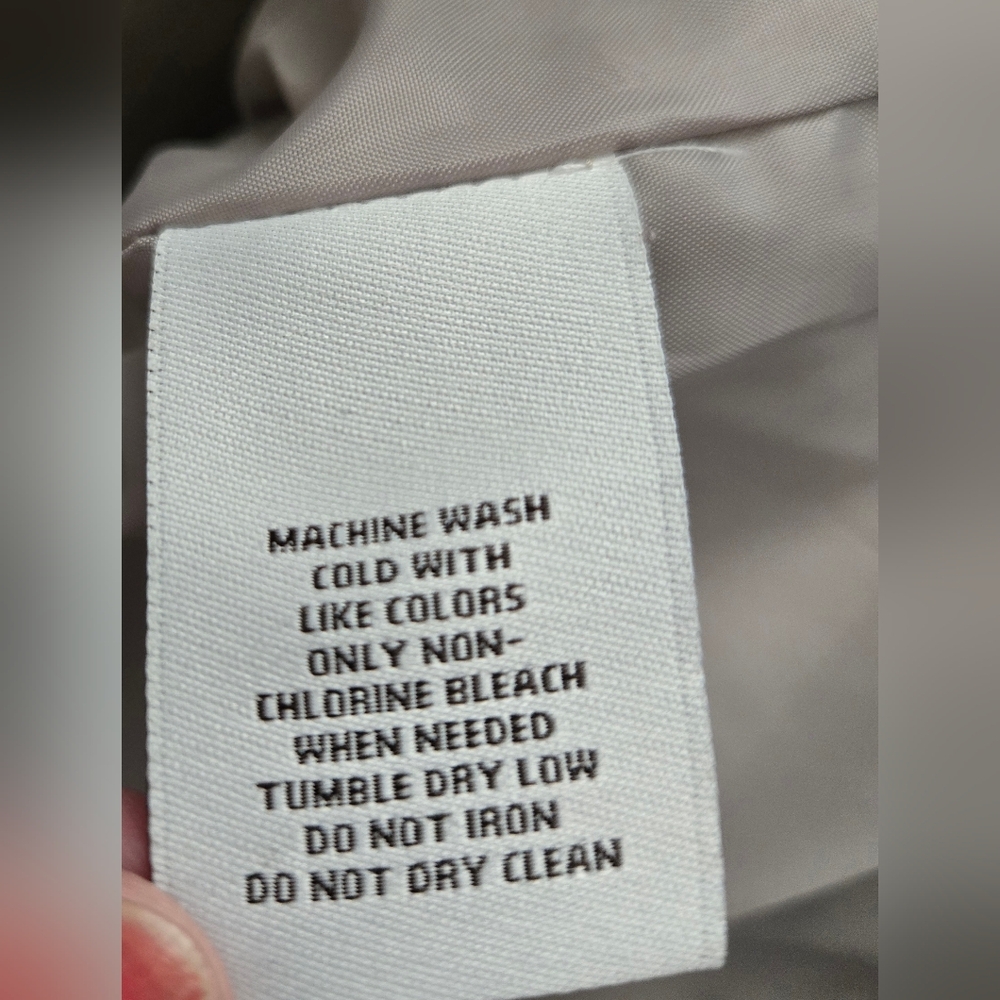 MACHINE WASH
COLD WITH
LIKE COLORS
ONLY NON-
CHLORINE BLEACH
WHEN NEEDED
TUMBLE DRY LOW
DO NOT IRON
DO NOT DRY CLEAN